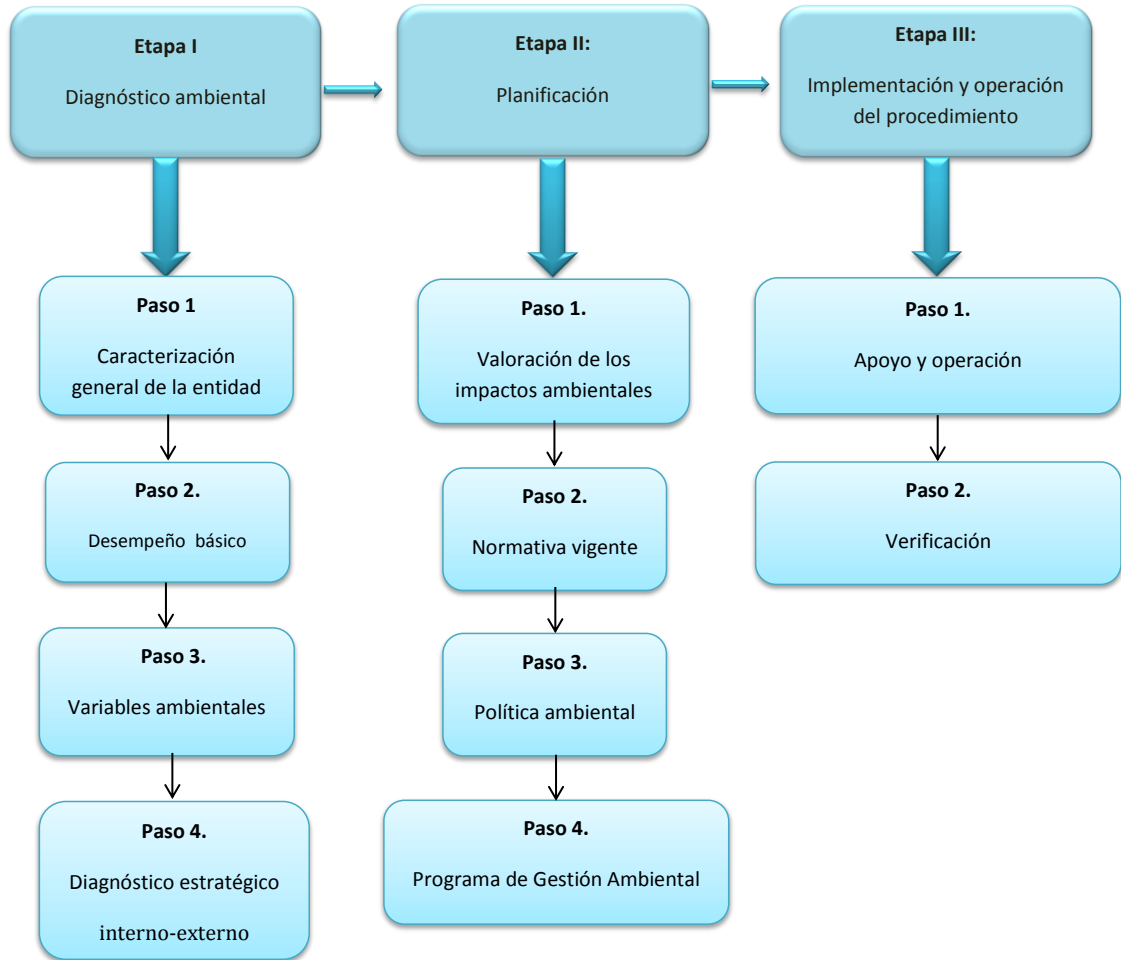 Etapa I
Diagnóstico ambiental
Etapa II:
Planificación
Etapa III:
Implementación y operación
del procedimiento
Paso 1
Caracterización
general de la entidad
Paso 2.
Desempeño básico
Paso 3.
Variables ambientales
Paso 4.
Diagnóstico estratégico
interno-externo
Paso 1.
Valoración de los
impactos ambientales
Paso 2.
Normativa vigente
Paso 3.
Política ambiental
Paso 4.
Programa de Gestión Ambiental
Paso 1.
Apoyo y operación
Paso 2.
Verificación